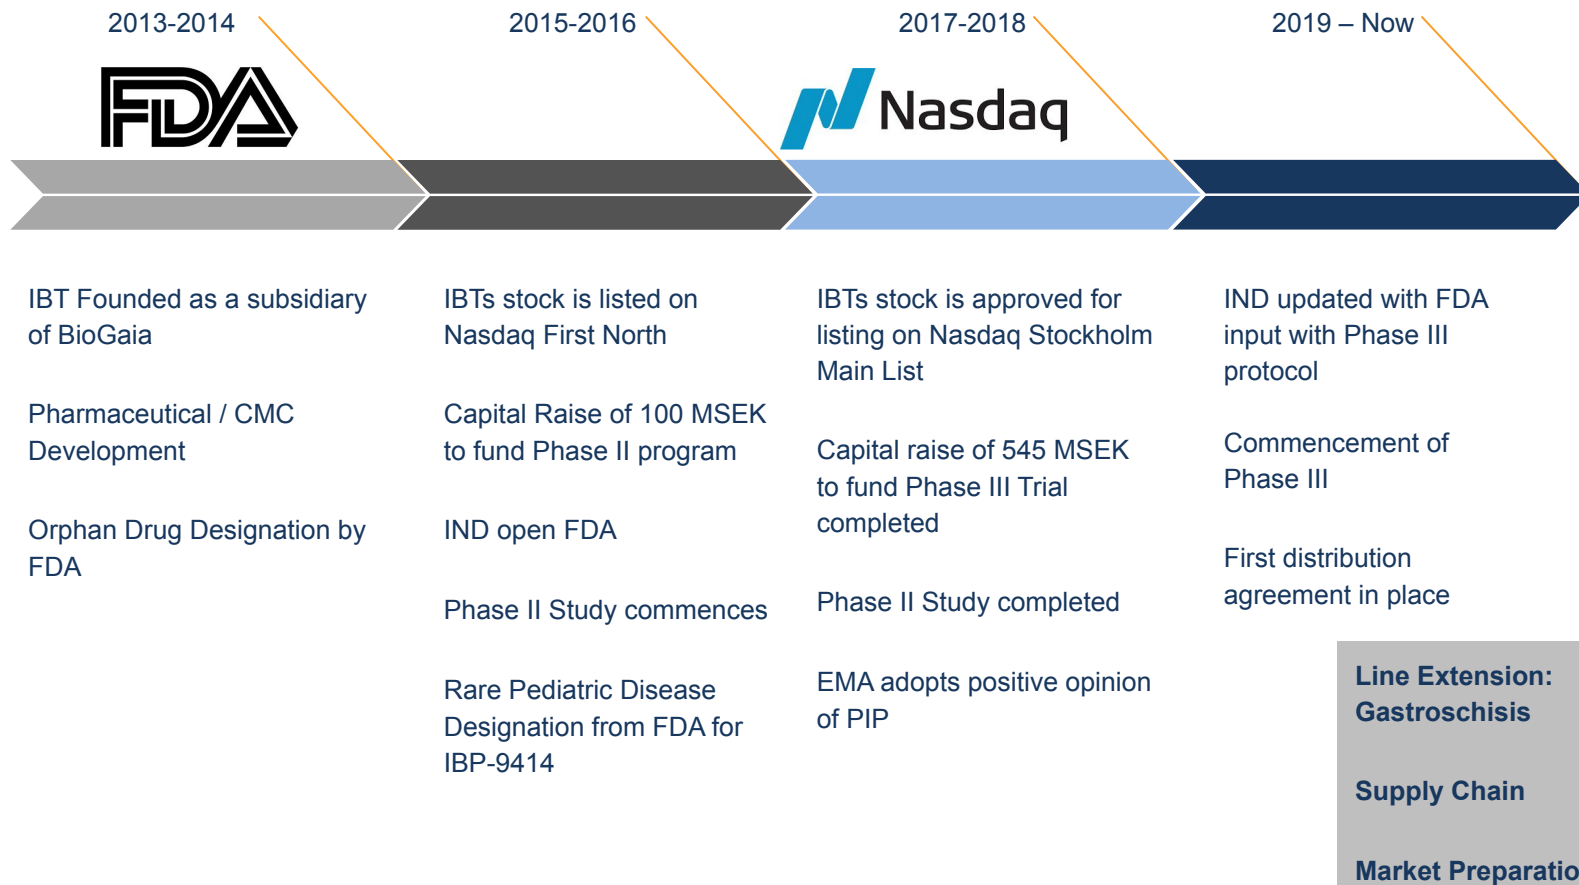 2013-2014
2015-2016
2017-2018
2019 – Now
FDA
Nasdaq
IBT Founded as a subsidiary
of BioGaia
Pharmaceutical / CMC
Development
Orphan Drug Designation by
FDA
IBTs stock is listed on
Nasdaq First North
Capital Raise of 100 MSEK
to fund Phase II program
IND open FDA
Phase II Study commences
Rare Pediatric Disease
Designation from FDA for
IBP-9414
IBTs stock is approved for
listing on Nasdaq Stockholm
Main List
Capital raise of 545 MSEK
to fund Phase III Trial
completed
Phase II Study completed
EMA adopts positive opinion
of PIP
IND updated with FDA
input with Phase III
protocol
Commencement of
Phase III
First distribution
agreement in place
Line Extension:
Gastroschisis
Supply Chain
Market Preparatio